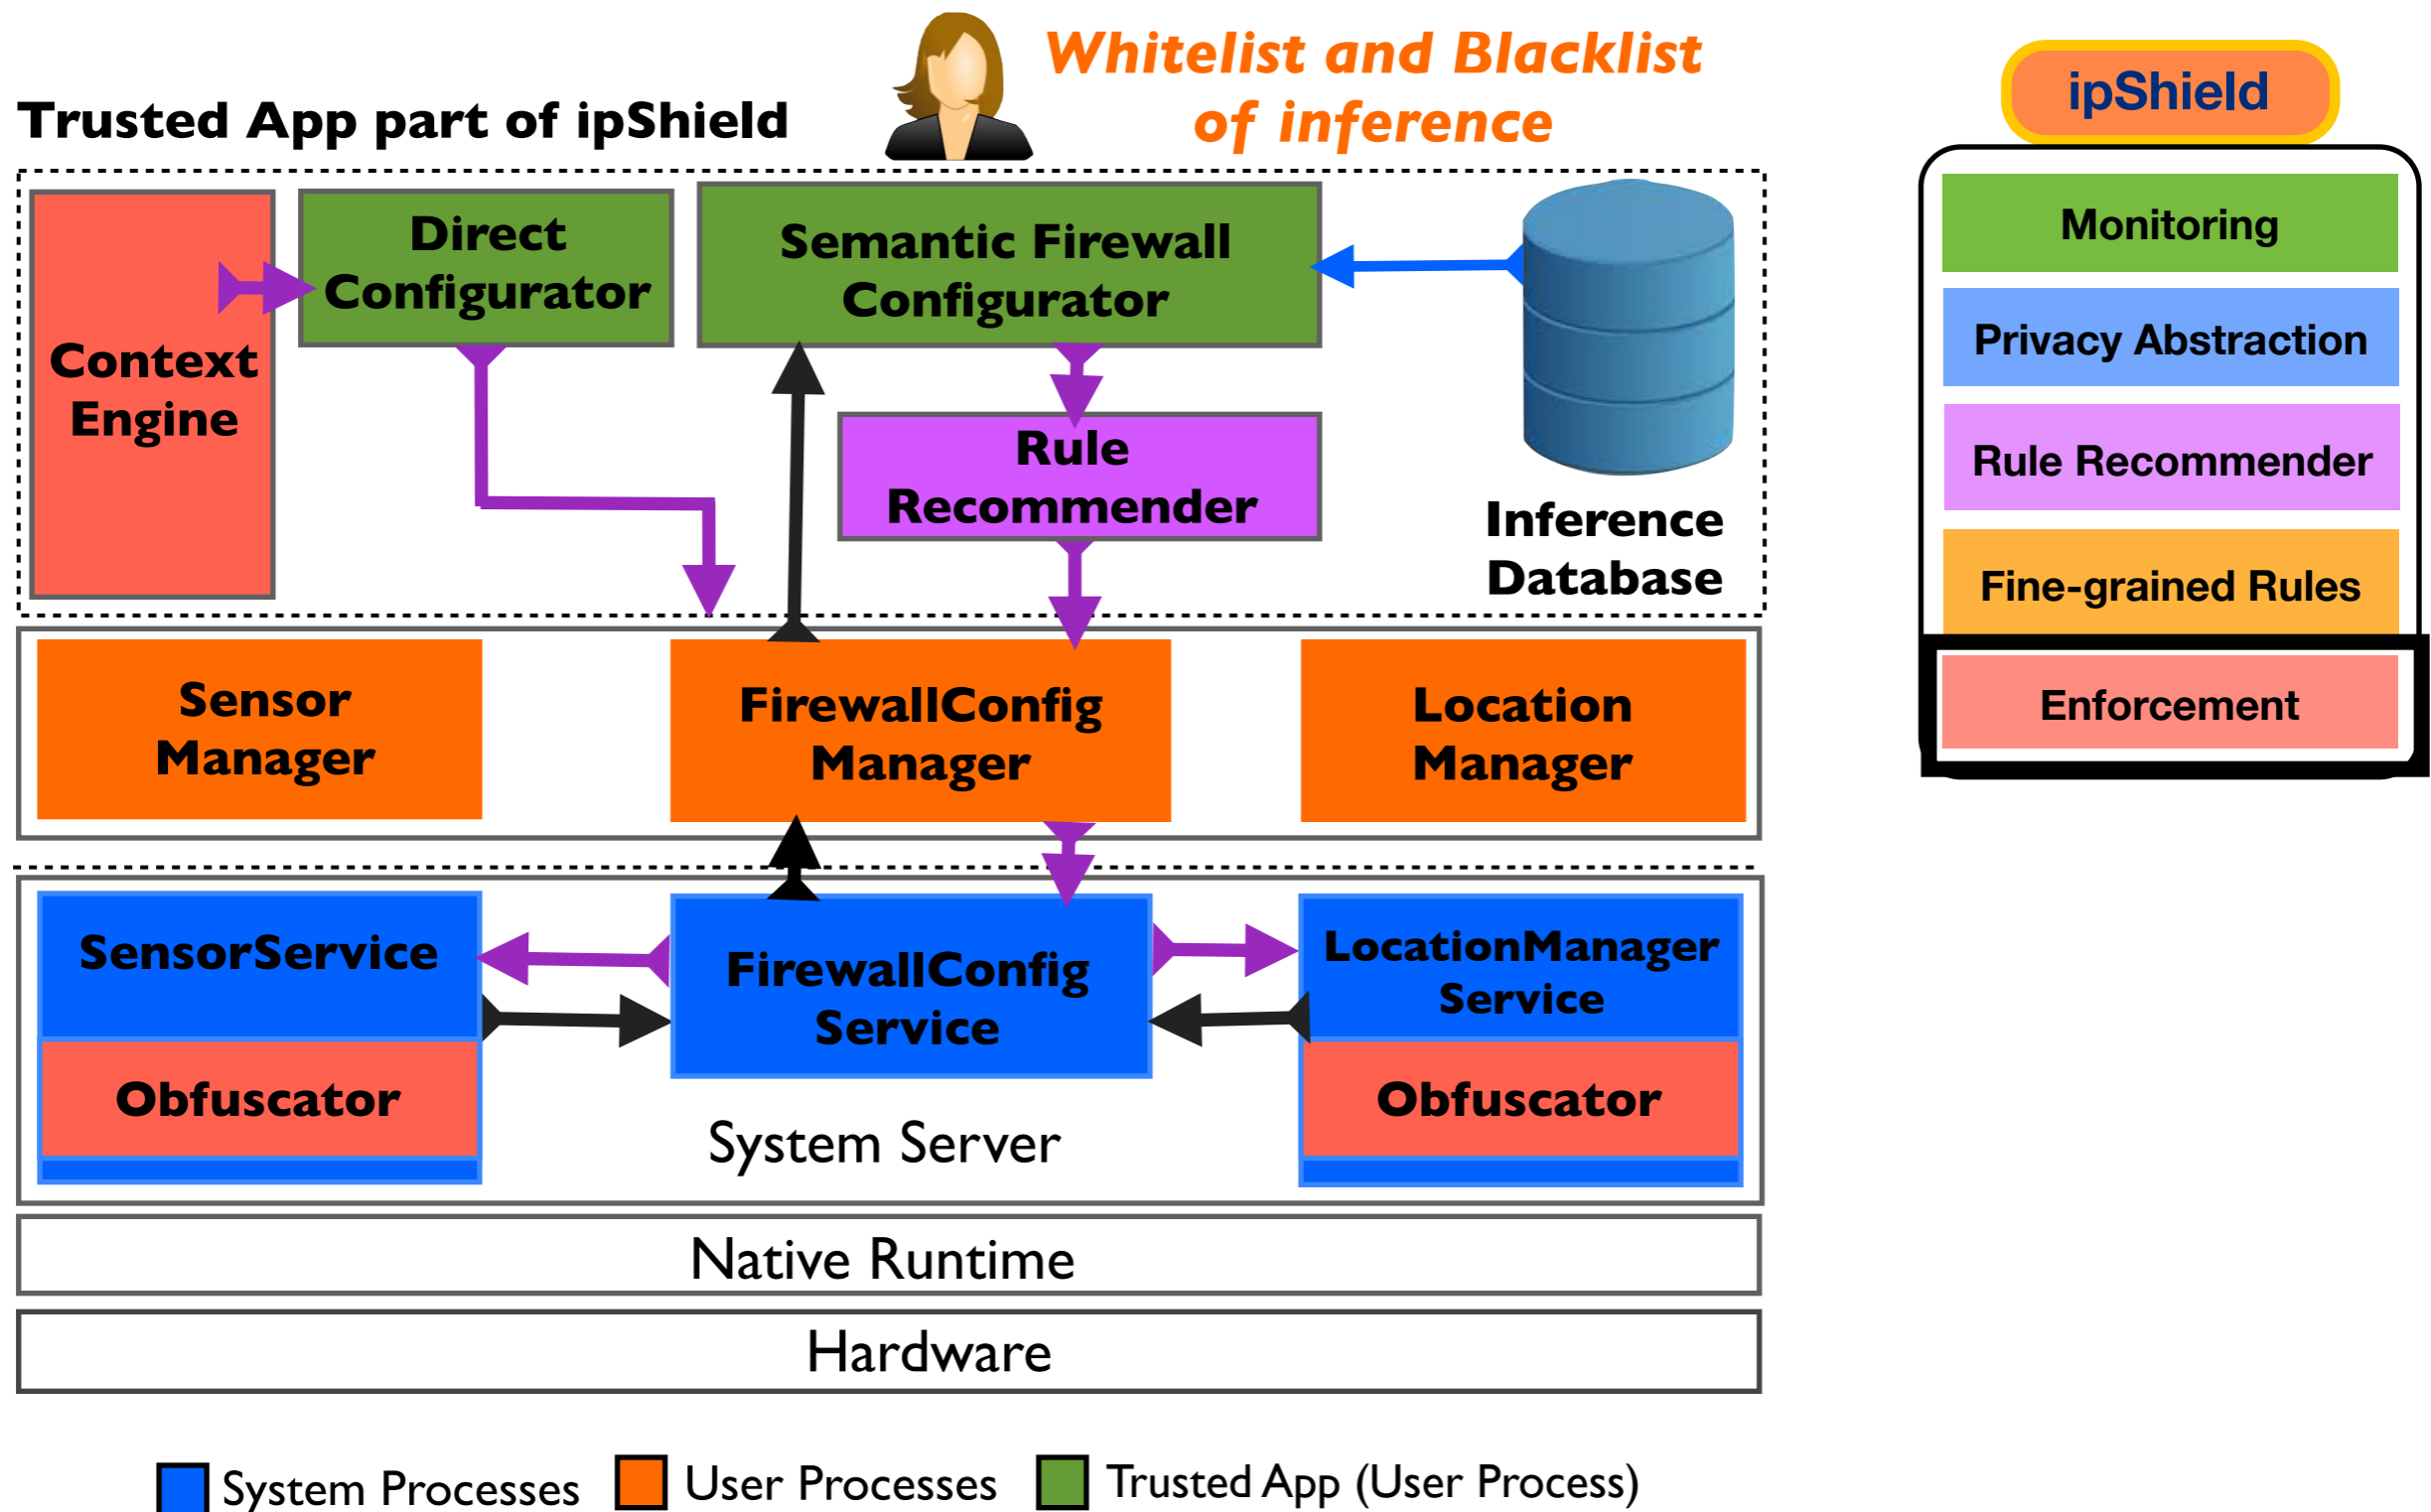 Whitelist and Blacklist
of inference
Trusted App part of ipShield
Context
Engine
Direct
Configurator
Semantic Firewall
Configurator
Rule
Recommender
Inference
Database
Sensor
Manager
FirewallConfig
Manager
Location
Manager
SensorService
Obfuscator
FirewallConfig
Service
LocationManager
Service
Obfuscator
System Server
Native Runtime
Hardware
System Processes
User Processes
Trusted App (User Process)
ipShield
Monitoring
Privacy Abstraction
Rule Recommender
Fine-grained Rules
Enforcement